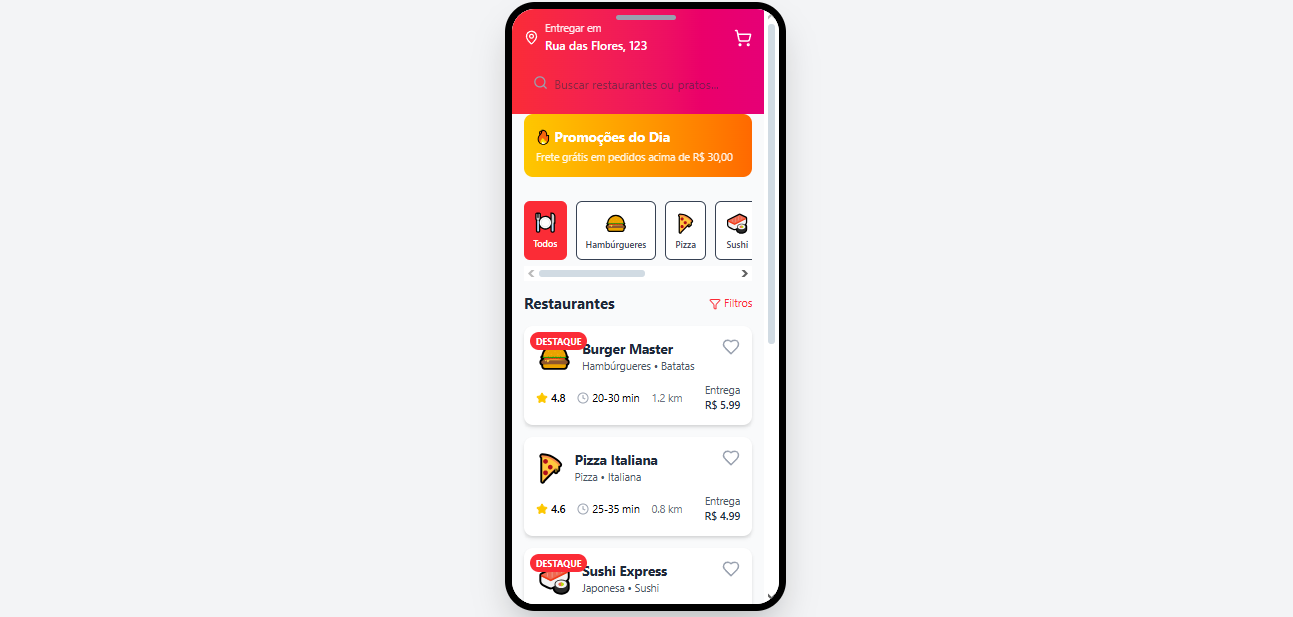 Entregar em
Rua das Flores, 123
Buscar restaurantes ou pratos...
Promoções do Dia
Frete grátis em pedidos acima de R$ 30,00
Todos
Hambúrgueres
Pizza
Sushi
Restaurantes
Filtros
DESTAQUE
Burger Master
Hambúrgueres • Batatas
4.8
20-30 min
1.2 km
Entrega
R$ 5.99
Pizza Italiana
Pizza • Italiana
4.6
25-35 min
0.8 km
Entrega
R$ 4.99
DESTAQUE
Sushi Express
Japonesa • Sushi